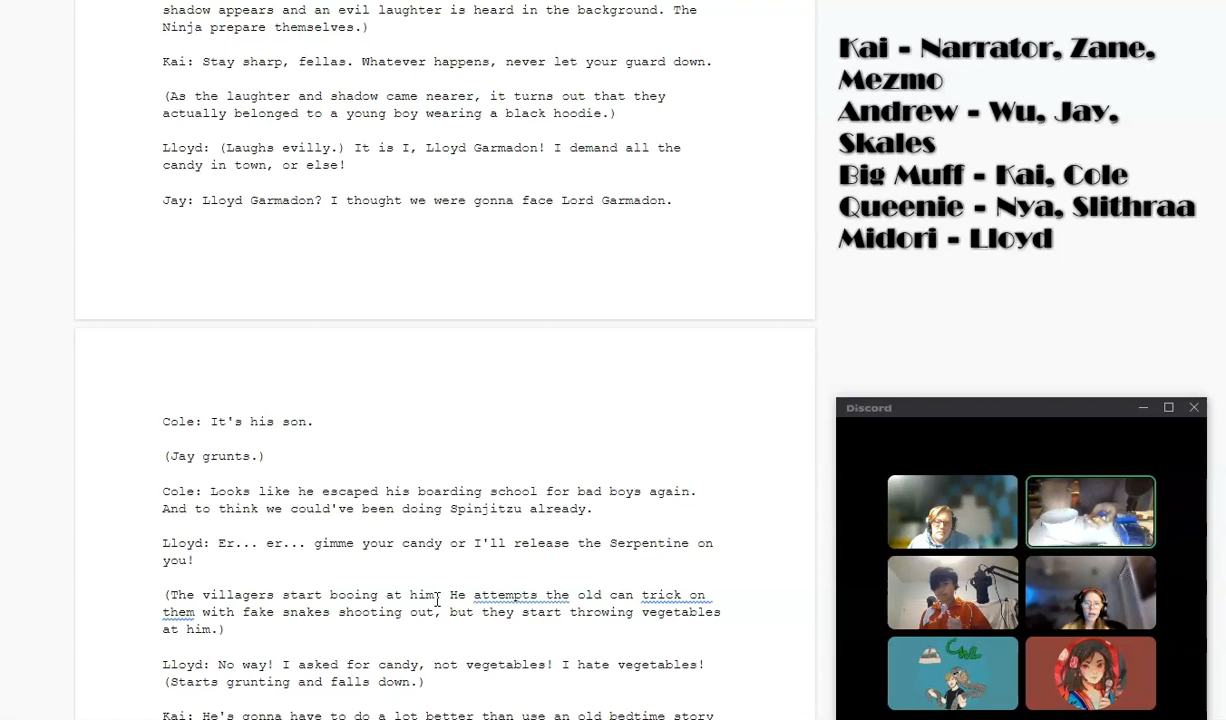 shadow appears and an evil laughter is heard in the background. The
Ninja prepare themselves.)
Kai: Stay sharp, fellas. Whatever happens, never let your guard down.
(As the laughter and shadow came nearer, it turns out that they
actually belonged to a young boy wearing a black hoodie.)
Lloyd: (Laughs evilly.) It is I, Lloyd Garmadon! I demand all the
candy in town, or else!
Jay: Lloyd Garmadon? I thought we were gonna face Lord Garmadon.
Cole: It's his son.
(Jay grunts.)
Cole: Looks like he escaped his boarding school for bad boys again.
And to think we could've been doing Spinjitzu already.
Lloyd: Er... er... gimme your candy or I'll release the Serpentine on
you!
(The villagers start booing at him. He attempts the old can trick on
them with fake snakes shooting out, but they start throwing vegetables
at him.)
Lloyd: No way! I asked for candy, not vegetables! I hate vegetables!
(Starts grunting and falls down.)
Kai: He's gonna have to do a lot better than use an old bedtime story
Kai - Narrator, Zane,
Mezmo
Andrew - Wu, Jay,
Skales
Big Muff - Kai, Cole
Queenie - Nya, Slithraa
Midori - Lloyd
Discord